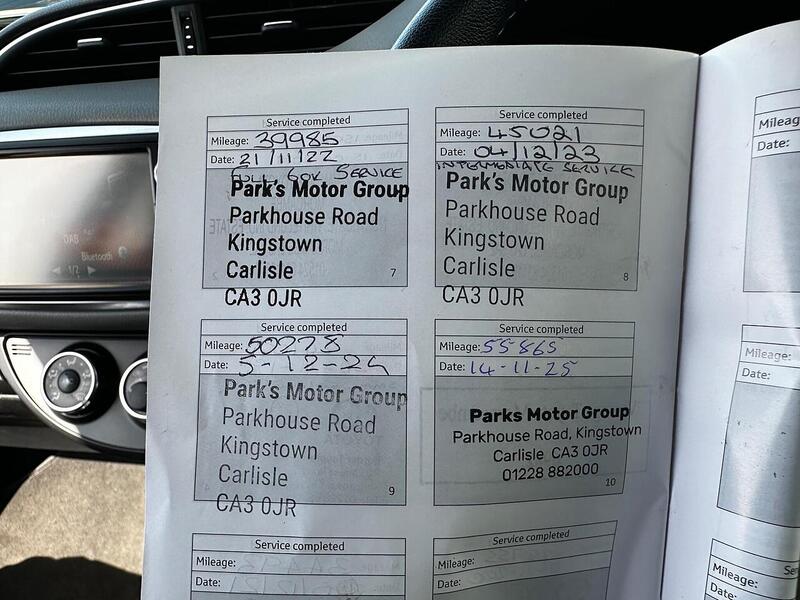 Service completed
Mileage: 39985
Date: 21/11/22
FULL 60K SERVICE
Park's Motor Group
Parkhouse Road
Kingstown
Carlisle
CA3 0JR
7
Service completed
Mileage: 45021
Date: 04/12/23
INTERMEDIATE SERVICE
Park's Motor Group
Parkhouse Road
Kingstown
Carlisle
CA3 0JR
8
Service completed
Mileage: 50278
Date: 5-12-24
Park's Motor Group
Parkhouse Road
Kingstown
Carlisle
CA3 0JR
9
Service completed
Mileage: 55865
Date: 14-11-25
Parks Motor Group
Parkhouse Road, Kingstown
Carlisle CA3 0JR
01228 882000
10
Service completed
Mileage:
Date:
Service completed
Mileage:
Date:
Mileage:
Date:
Mileage:
Date:
Mileage:
Date:
DAB
Bluetooth
1/2